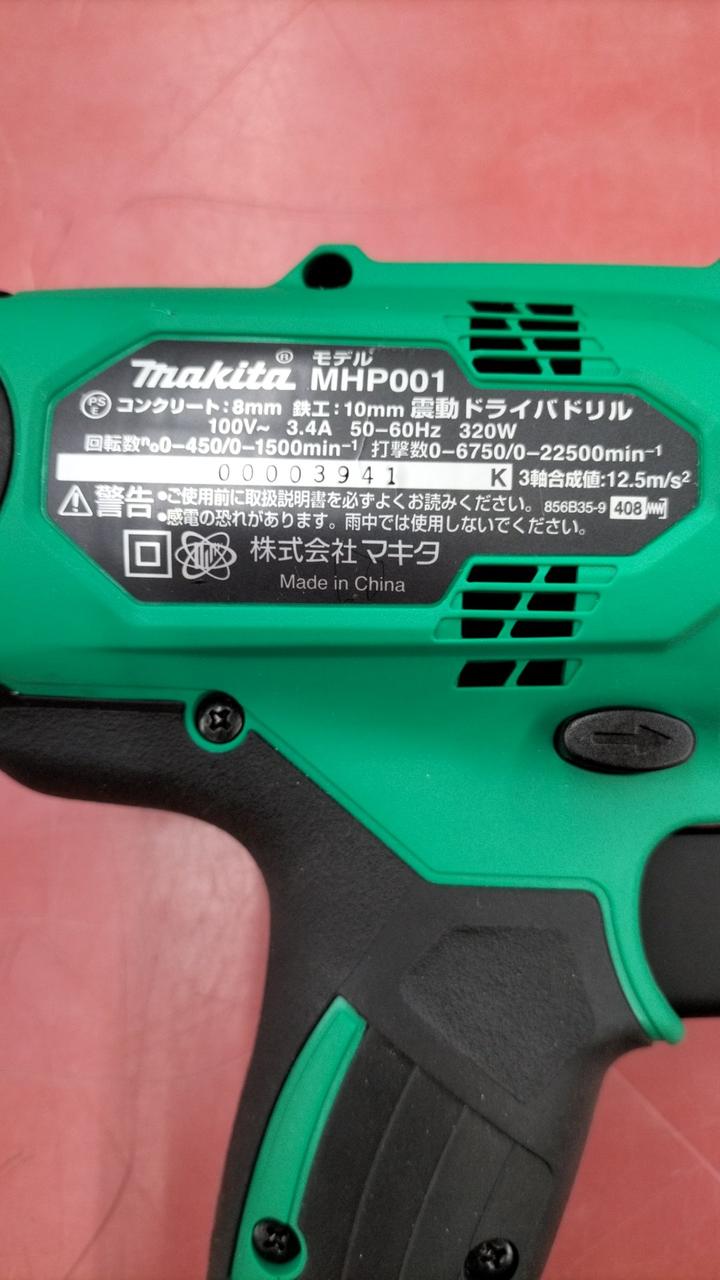 makita® モデル MHP001
PSE コンクリート:8mm 鉄工:10mm 震動ドライバドリル
100V~ 3.4A 50-60Hz 320W
回転数n₀0-450/0-1500min⁻¹ 打撃数0-6750/0-22500min⁻¹
00003941 K 3軸合成値:12.5m/s²
警告 •ご使用前に取扱説明書を必ずよくお読みください。 856B35-9 408
•感電の恐れがあります。雨中では使用しないでください。
株式会社マキタ
Made in China